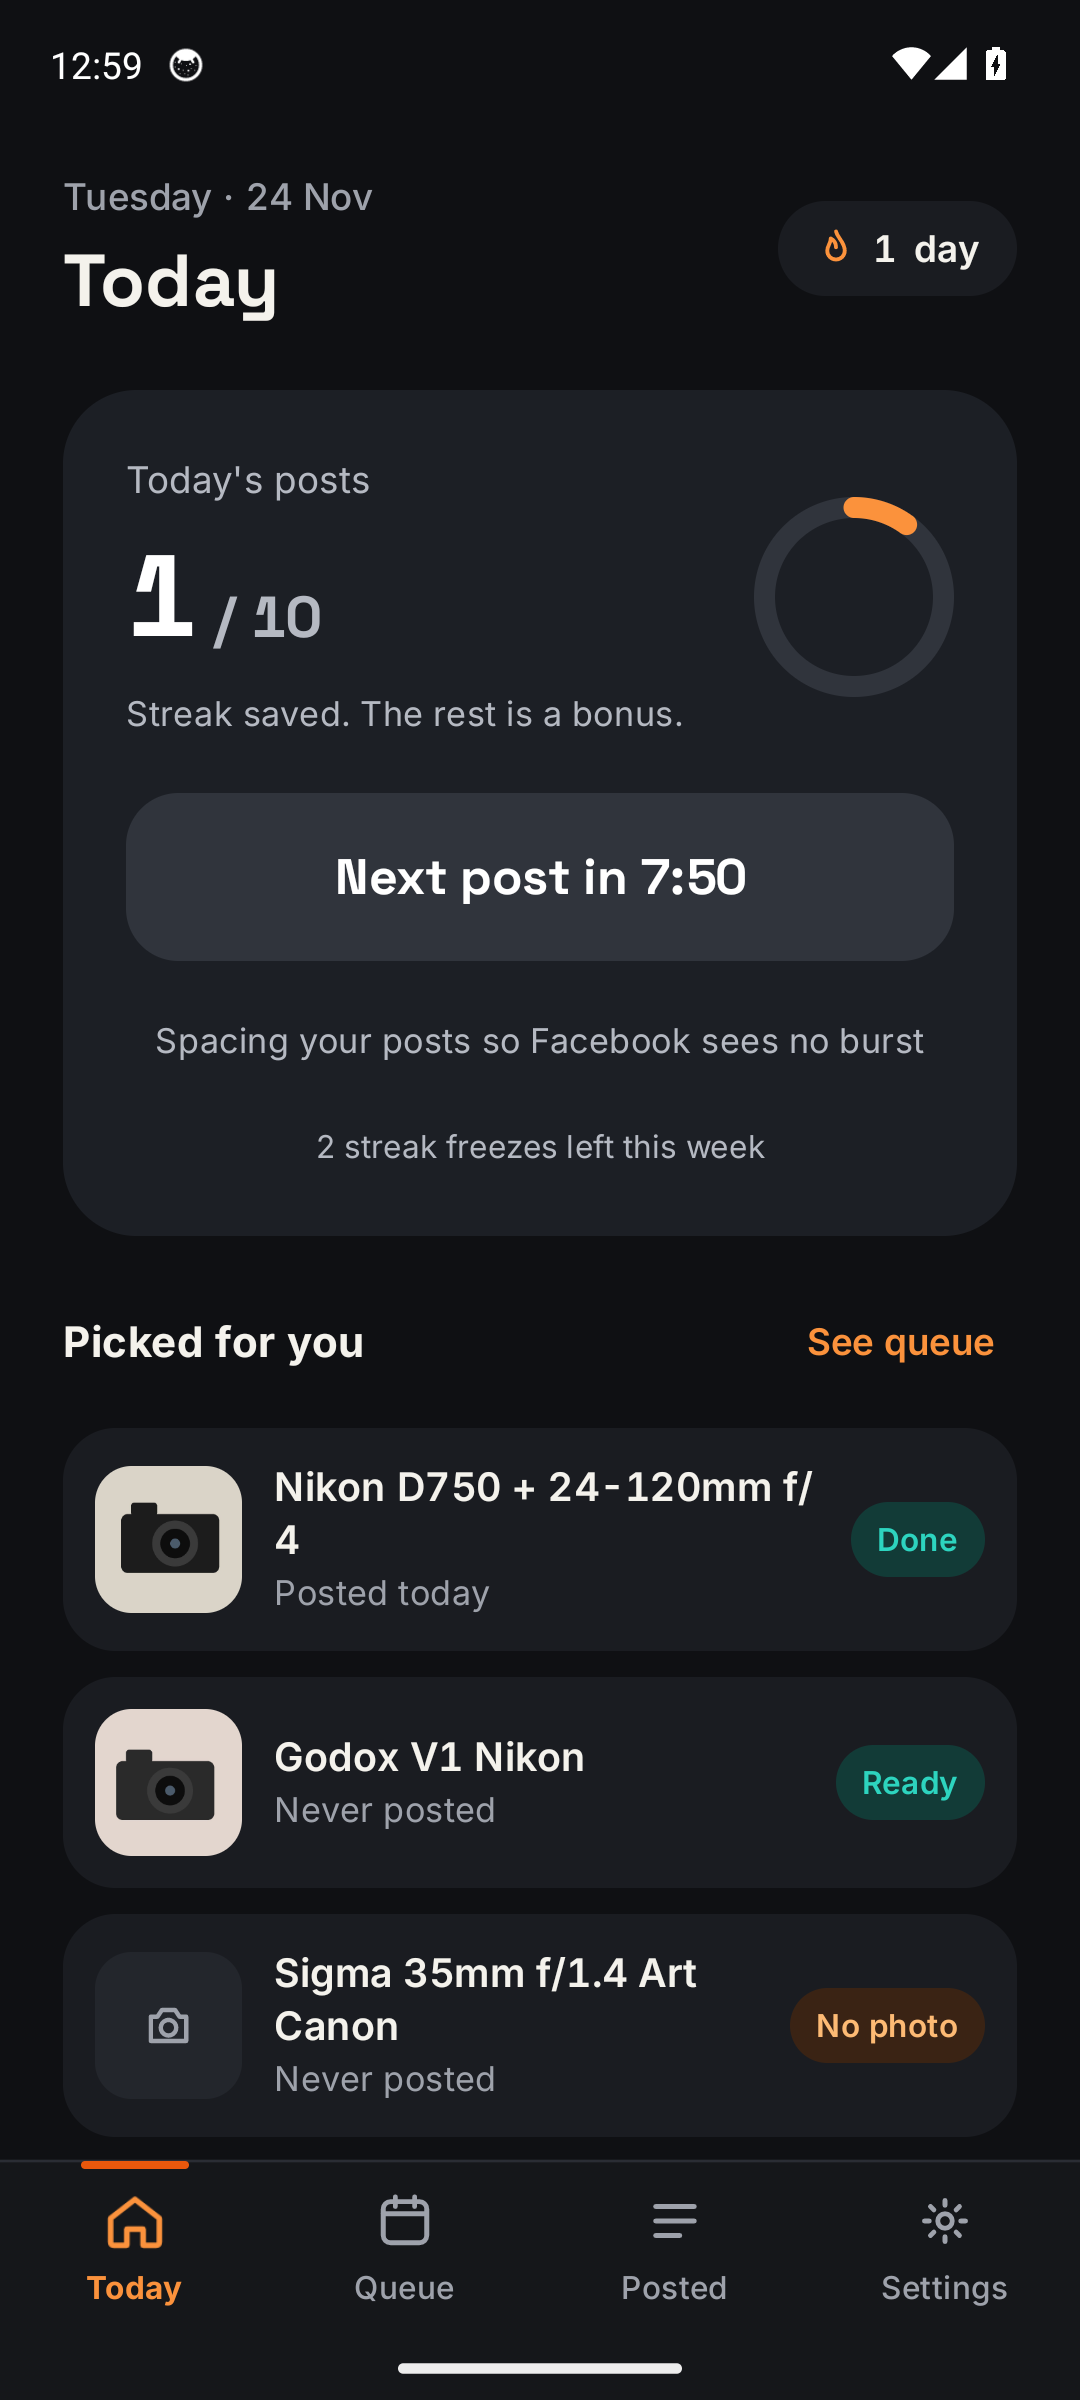 12:59
Tuesday · 24 Nov
Today
1 day
Today's posts
1 / 10
Streak saved. The rest is a bonus.
Next post in 7:50
Spacing your posts so Facebook sees no burst
2 streak freezes left this week
Picked for you
See queue
Nikon D750 + 24-120mm f/
4
Posted today
Done
Godox V1 Nikon
Never posted
Ready
Sigma 35mm f/1.4 Art
Canon
Never posted
No photo
Today
Queue
Posted
Settings